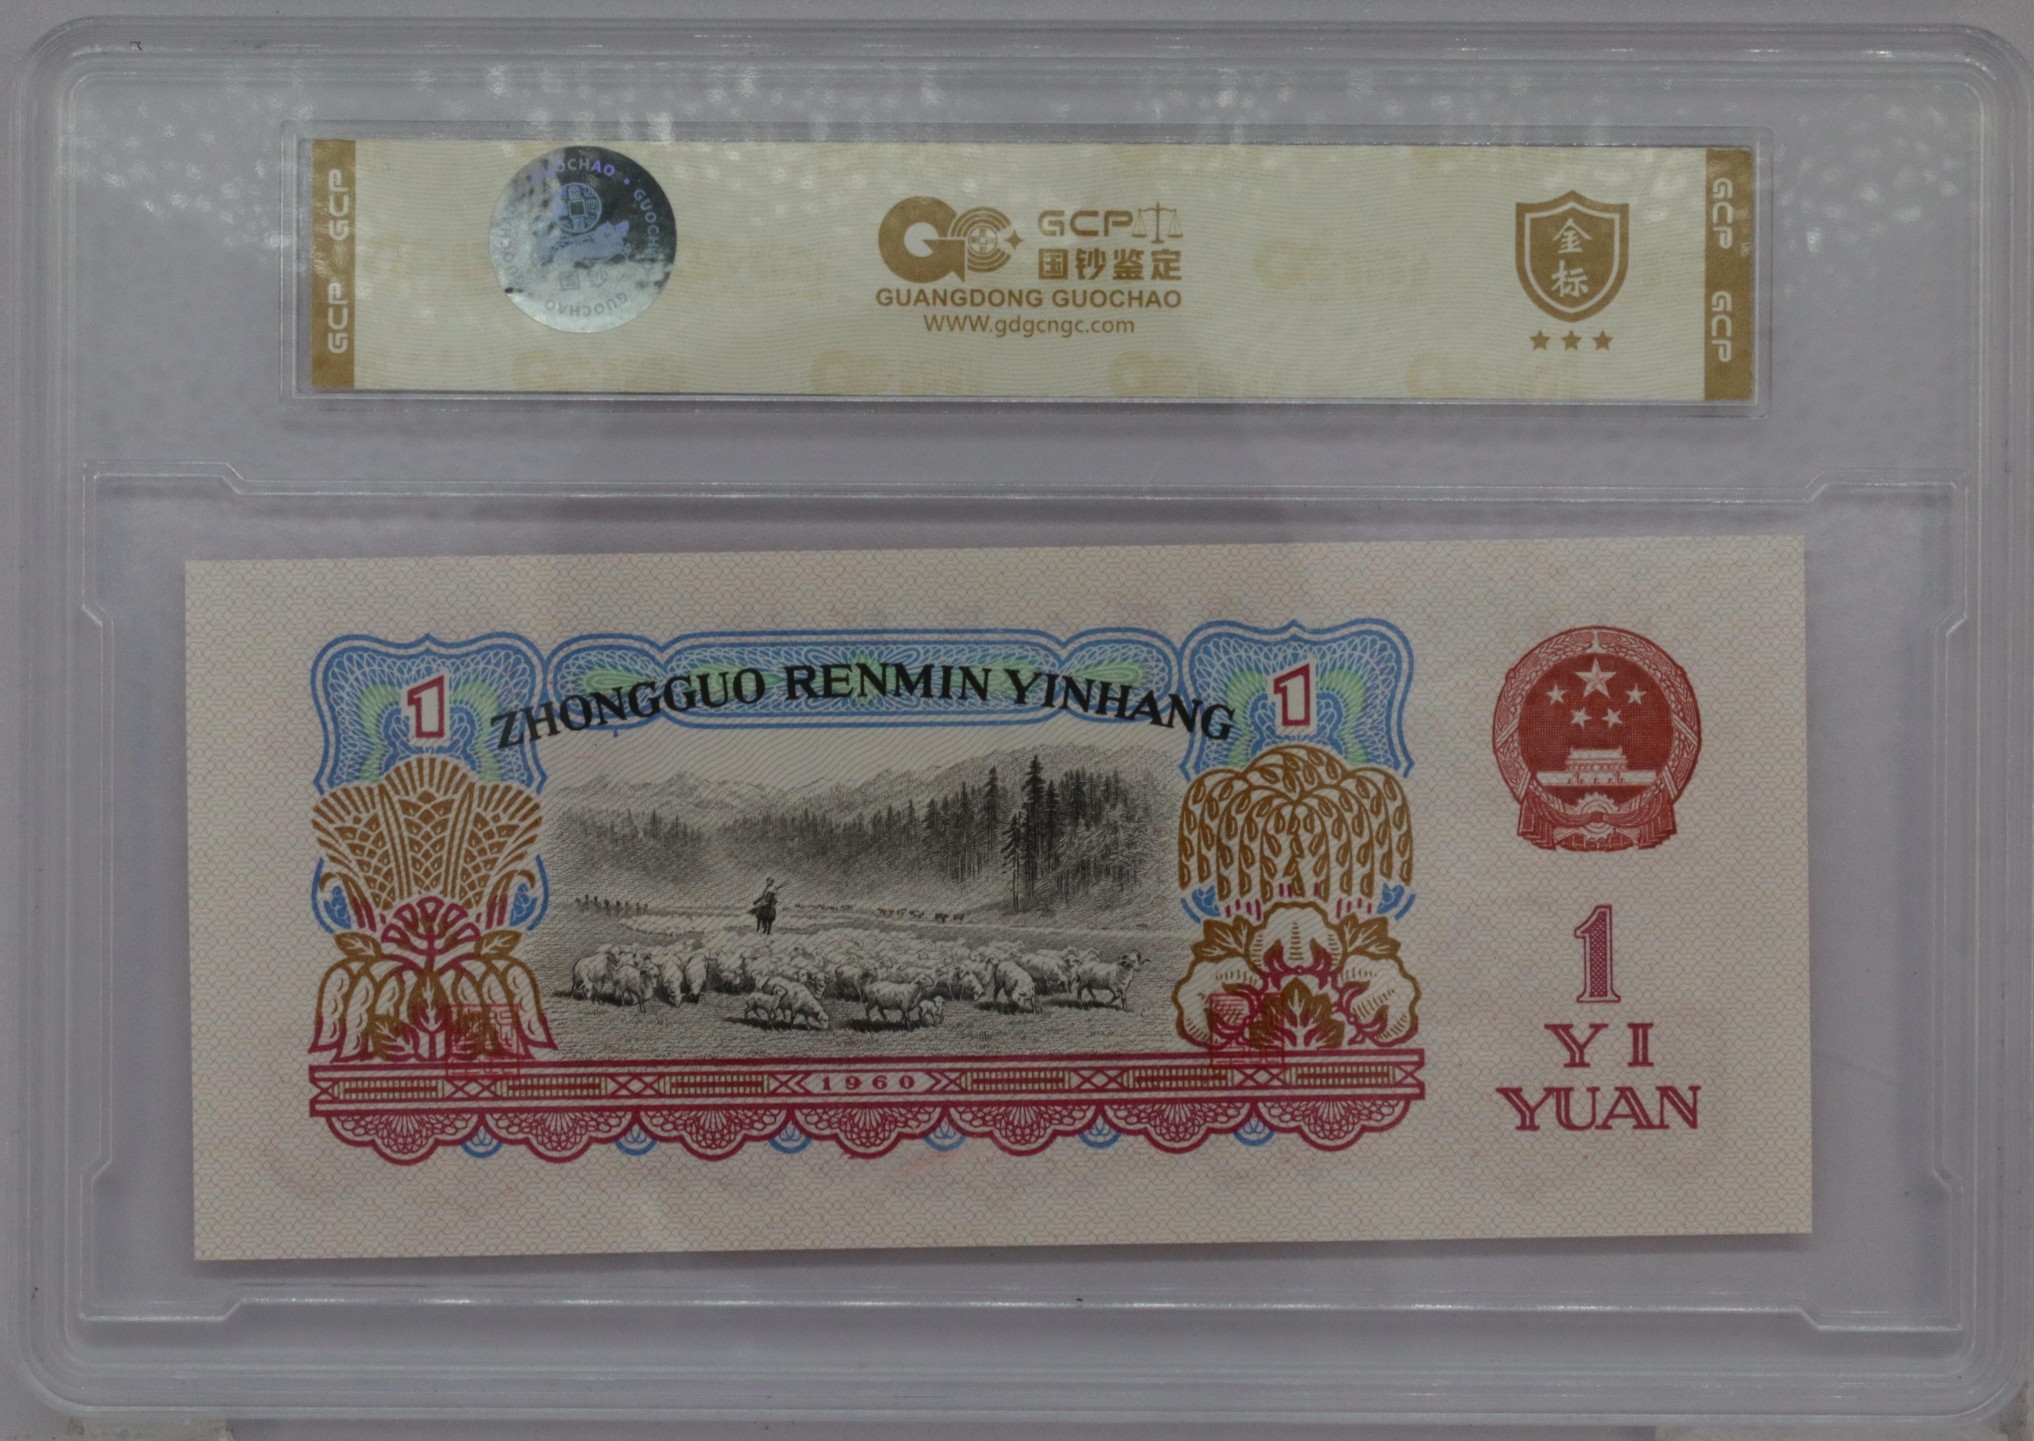 GCP GCP
GUOCHAO · GUOCHAO
GCP
国钞鉴定
GUANGDONG GUOCHAO
WWW.gdgcngc.com
金标
GCP GCP
1
ZHONGGUO RENMIN YINHANG
1
1960
1
YI
YUAN